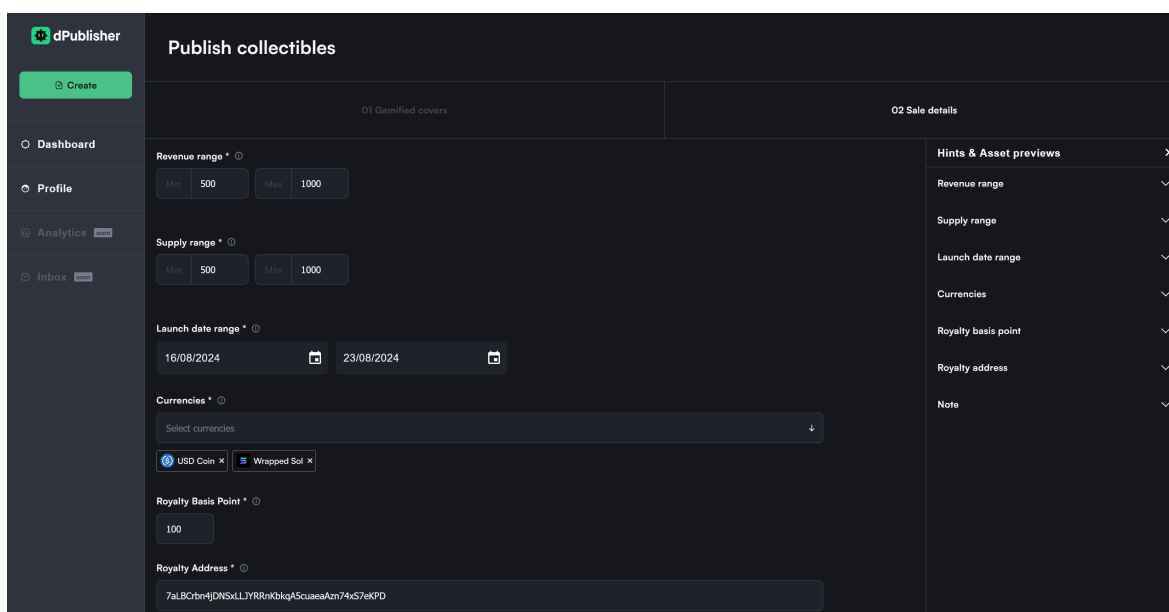 dPublisher
Create
Dashboard
Profile
Analytics soon
Inbox soon
Publish collectibles
01 Gamified covers
02 Sale details
Revenue range *
Min 500 Max 1000
Supply range *
Min 500 Max 1000
Launch date range *
16/08/2024 23/08/2024
Currencies *
Select currencies
USD Coin × Wrapped Sol ×
Royalty Basis Point *
100
Royalty Address *
7aLBCrbn4jDNSxLLJYRRnKbkqA5cuaeaAzn74xS7eKPD
Hints & Asset previews
Revenue range
Supply range
Launch date range
Currencies
Royalty basis point
Royalty address
Note